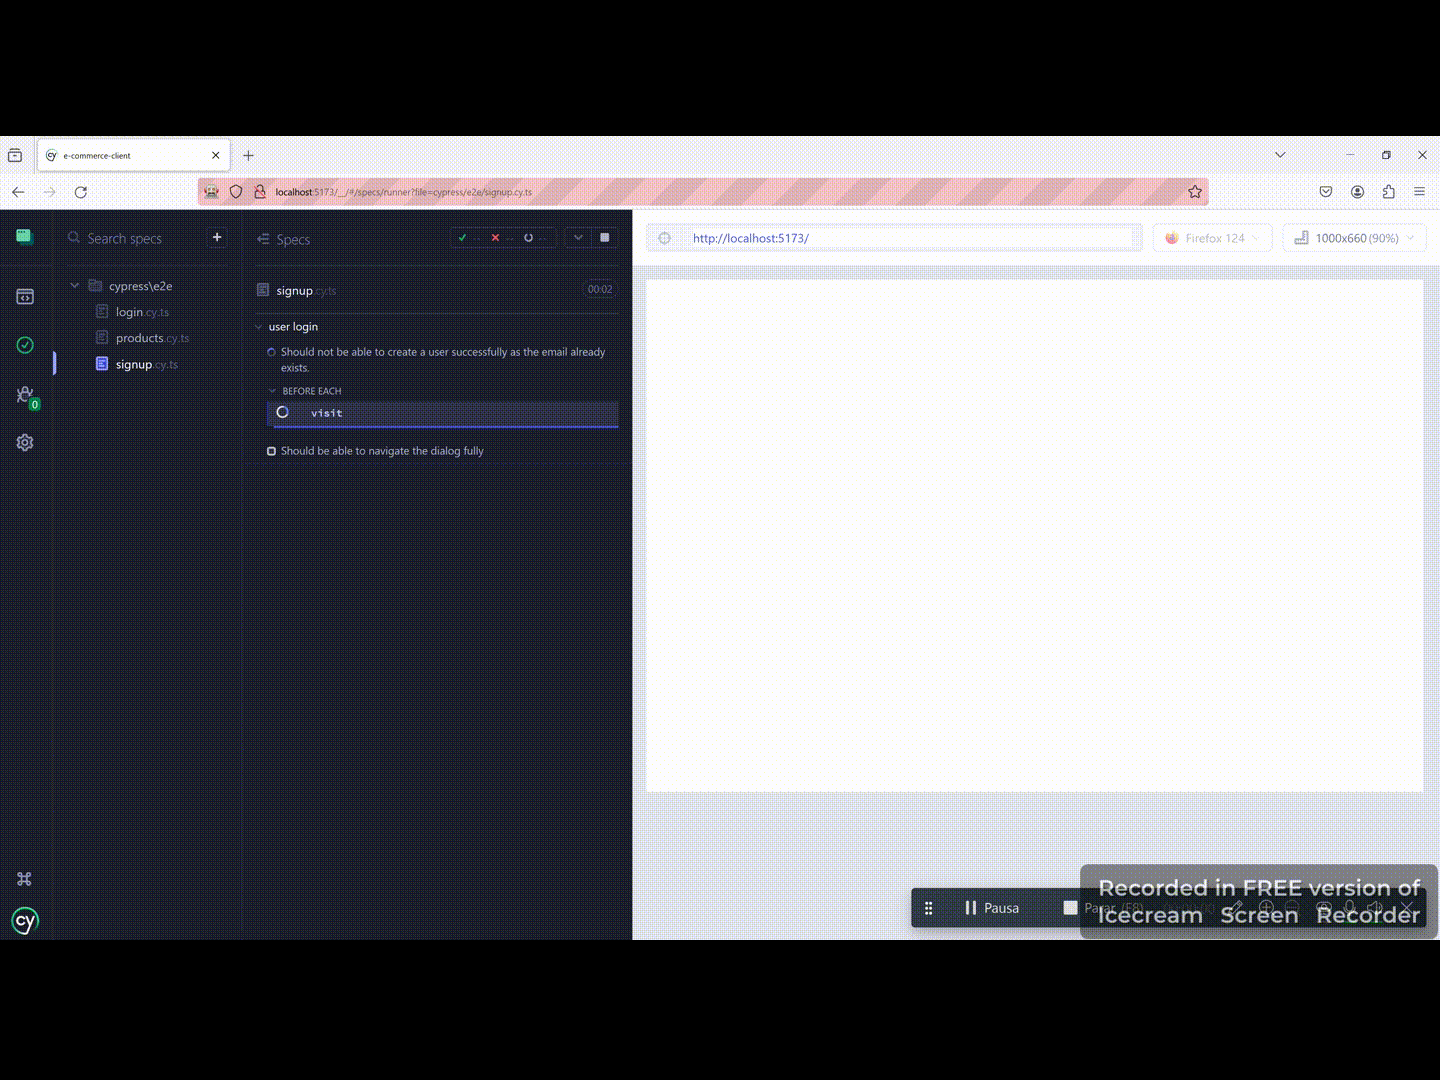 e-commerce-client
localhost:5173/__/#/specs/runner?file=cypress/e2e/signup.cy.ts
Search specs
+
Specs
-- -- --
http://localhost:5173/
Firefox 124
1000x660 (90%)
cypress\e2e
login.cy.ts
products.cy.ts
signup.cy.ts
signup.cy.ts
00:02
user login
Should not be able to create a user successfully as the email already
exists.
BEFORE EACH
visit
Should be able to navigate the dialog fully
0
cy
Pausa
Parar (F8)
Recorded in FREE version of
Icecream Screen Recorder